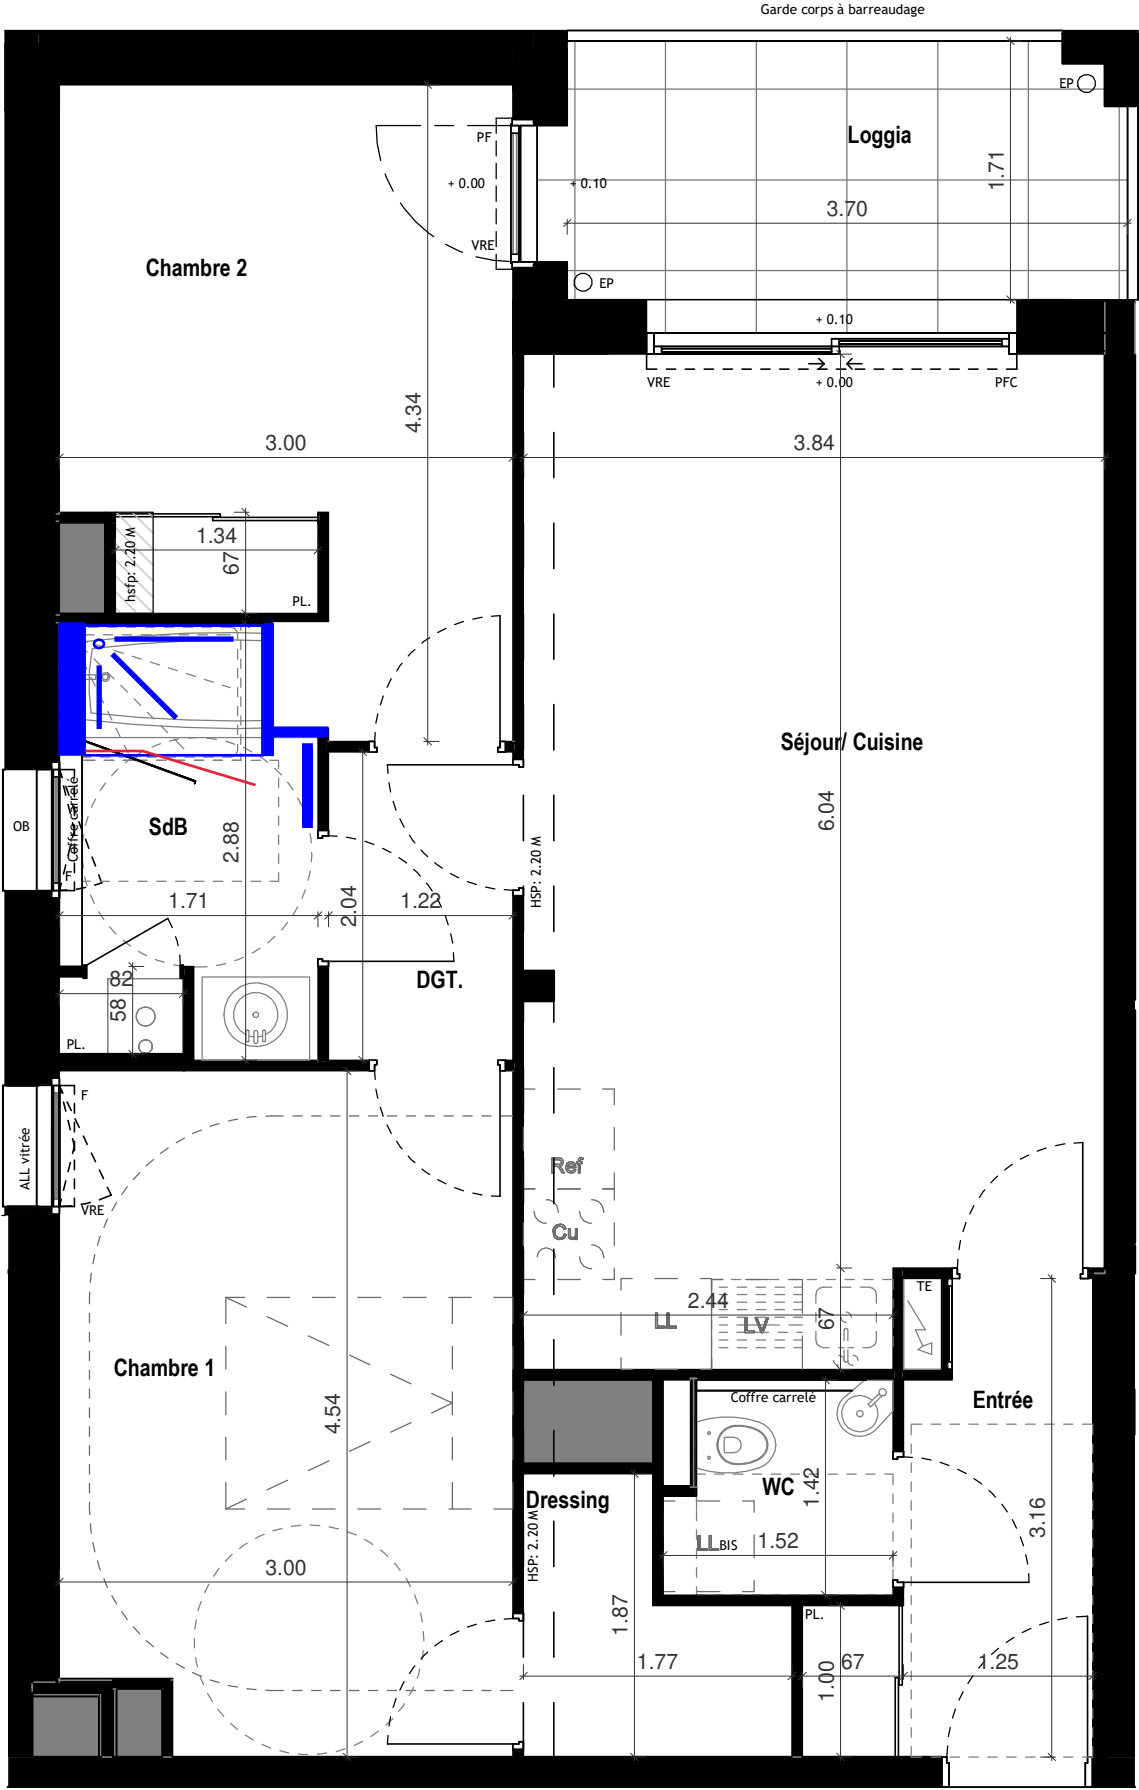 Garde corps à barreaudage
EP
Loggia
1.71
PF
+ 0.00
+ 0.10
3.70
VRE
EP
Chambre 2
+ 0.10
VRE
+ 0.00
PFC
4.34
3.00
3.84
hsfp: 2.20 M
1.34
67
PL.
Séjour/ Cuisine
6.04
OB
Coffre carrelé
F
SdB
2.88
HSP: 2.20 M
1.71
2.04
1.22
DGT.
82
58
PL.
F
ALL vitrée
VRE
Ref
Cu
TE
2.44
LL
LV
67
Chambre 1
4.54
Coffre carrelé
Entrée
WC
1.42
Dressing
HSP: 2.20 M
LL BIS
1.52
3.16
3.00
1.87
PL.
1.77
1.00
67
1.25